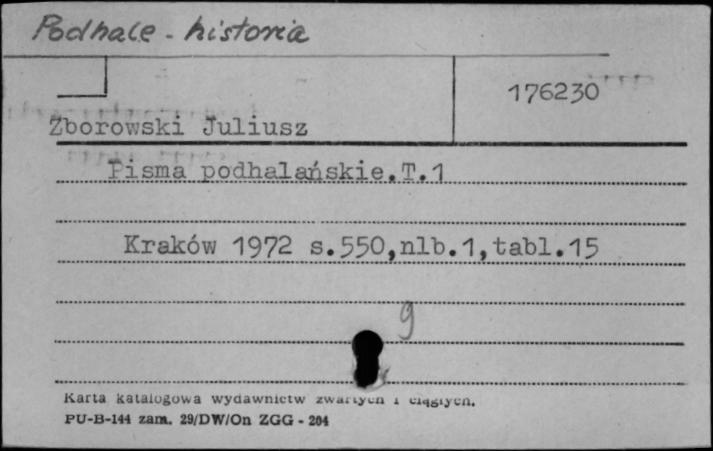 Podhale - historia
176230
Zborowski Juliusz
Pisma podhalańskie.T.1
Kraków 1972 s.550,nlb.1,tabl.15
9
Karta katalogowa wydawnictw zwartych i ciągłych.
PU-B-144 zam. 29/DW/On ZGG - 204